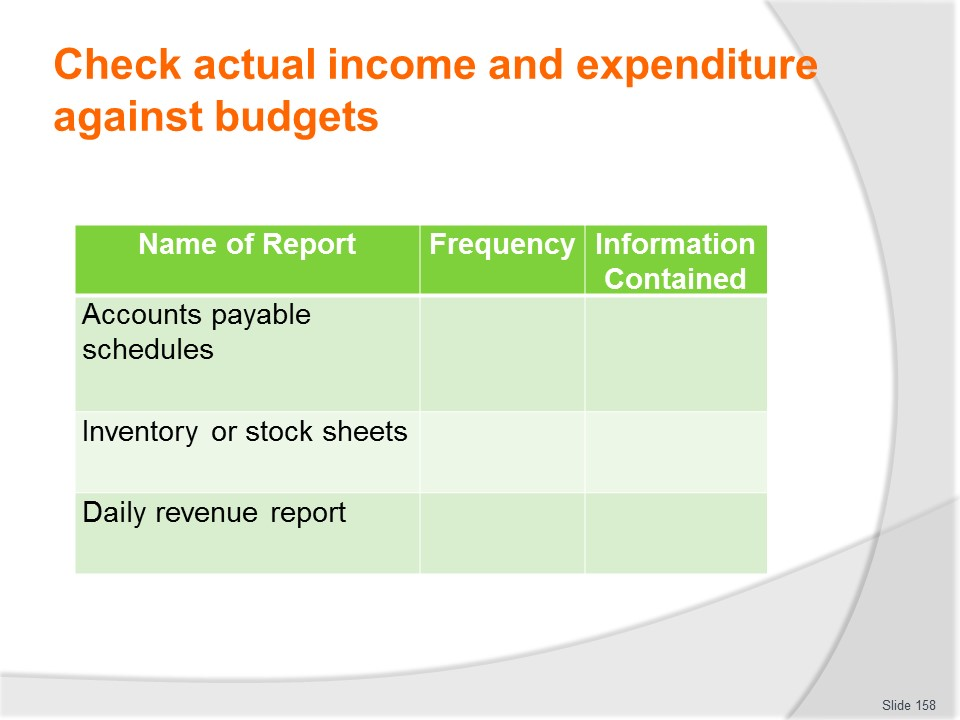 Check actual income and expenditure
against budgets
Name of Report
Frequency
Information
Contained
Accounts payable
schedules
Inventory or stock sheets
Daily revenue report
Slide 158